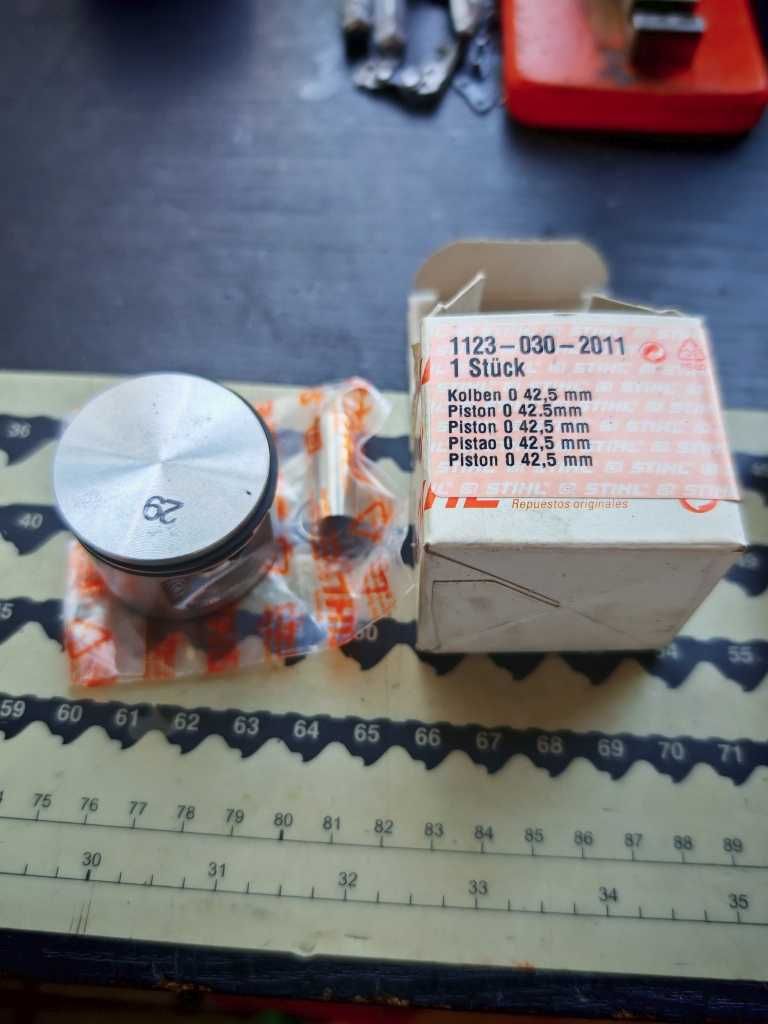 1123-030-2011
1 Stück
Kolben 0 42,5 mm
Piston 0 42.5mm
Piston 0 42,5 mm
Pistao 0 42,5 mm
Piston 0 42,5 mm
STIHL
Repuestos originales
29
36
40
50
54 55
59 60 61 62 63 64 65 66 67 68 69 70 71
75 76 77 78 79 80 81 82 83 84 85 86 87 88 89
30 31 32 33 34 35